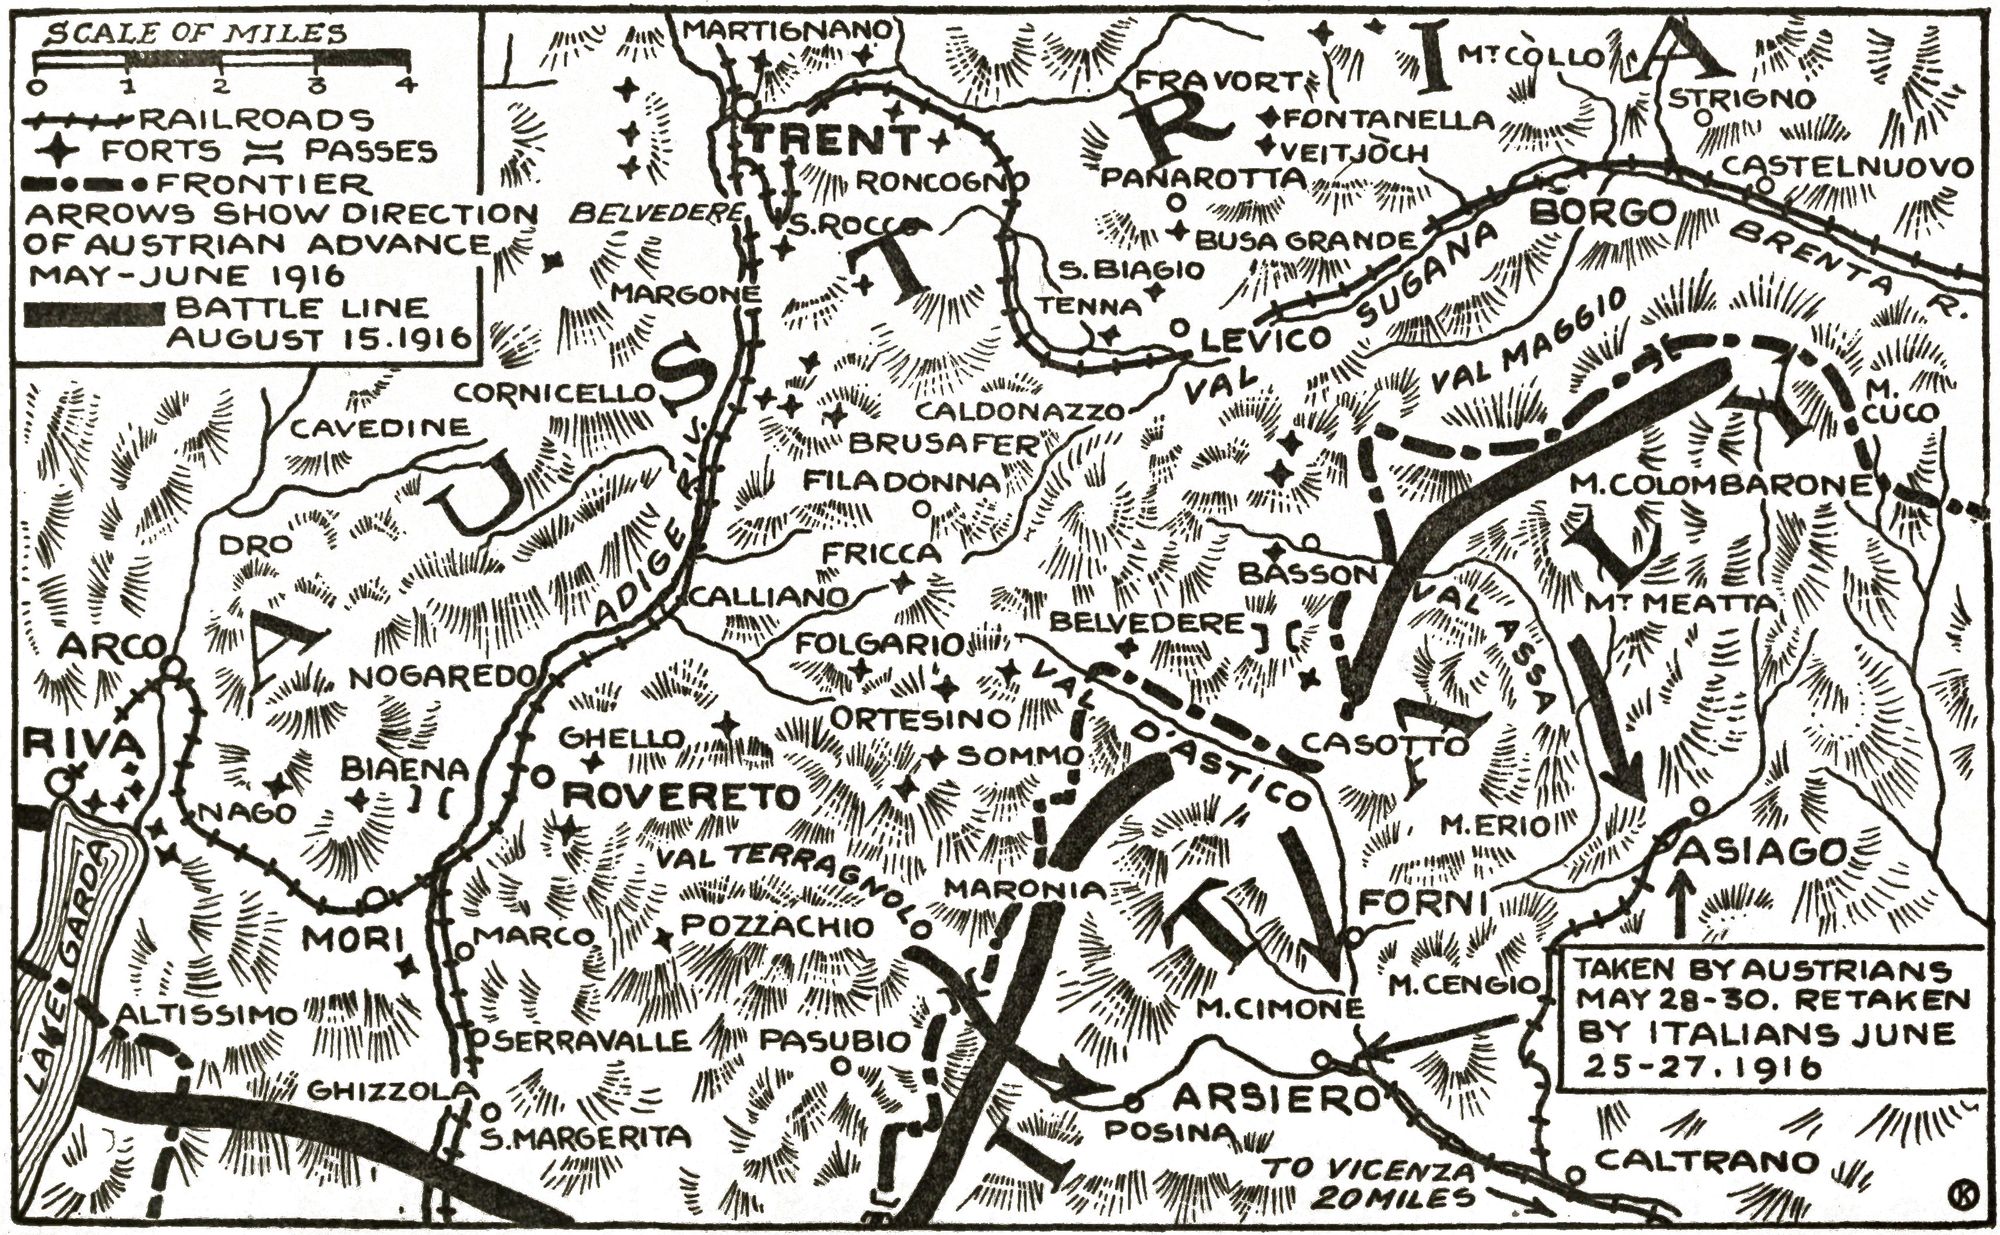 SCALE OF MILES
0 1 2 3 4
RAILROADS
FORTS PASSES
FRONTIER
ARROWS SHOW DIRECTION
OF AUSTRIAN ADVANCE
MAY-JUNE 1916
BATTLE LINE
AUGUST 15.1916
MARTIGNANO
TRENT
FRAVORT
MT COLLO
STRIGNO
FONTANELLA
VEITJÖCH
CASTELNUOVO
RONCOGNO
PANAROTTA
BELVEDERE
S.ROCCO
BORGO
BUSA GRANDE
BRENTA R.
S. BIAGIO
MARGONE
TENNA
LEVICO
VAL SUGANA
VAL MAGGIO
CORNICELLO
CALDONAZZO
M. CUCO
CAVEDINE
BRUSAFER
FILADONNA
M. COLOMBARONE
DRO
ADIGE RIV.
FRICCA
BASSON
CALLIANO
VAL ASSA
MT MEATTA
BELVEDERE
ARCO
FOLGARIO
NOGAREDO
VAL D'ASTICO
ORTESINO
RIVA
GHELLO
SOMMO
CASOTTO
BIAENA
ROVERETO
NAGO
M. ERIO
ASIAGO
VAL TERRAGNOLO
LAKE GARDA
MARONIA
FORNI
MORI
MARCO
POZZACHIO
M. CENGIO
M. CIMONE
TAKEN BY AUSTRIANS
MAY 28-30. RETAKEN
BY ITALIANS JUNE
25-27. 1916
ALTISSIMO
SERRAVALLE
PASUBIO
GHIZZOLA
ARSIERO
S. MARGERITA
POSINA
TO VICENZA
20 MILES
CALTRANO
AUSTRIA
ITALY
K